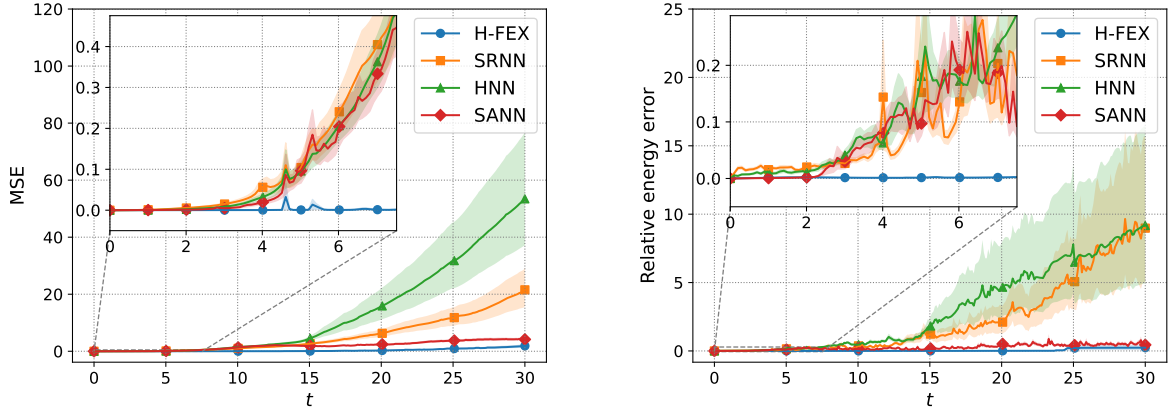 MSE
120
100
80
60
40
20
0
0 5 10 15 20 25 30
t
0.4
0.3
0.2
0.1
0.0
0 2 4 6
H-FEX
SRNN
HNN
SANN
Relative energy error
25
20
15
10
5
0
0 5 10 15 20 25 30
t
0.2
0.1
0.0
0 2 4 6
H-FEX
SRNN
HNN
SANN